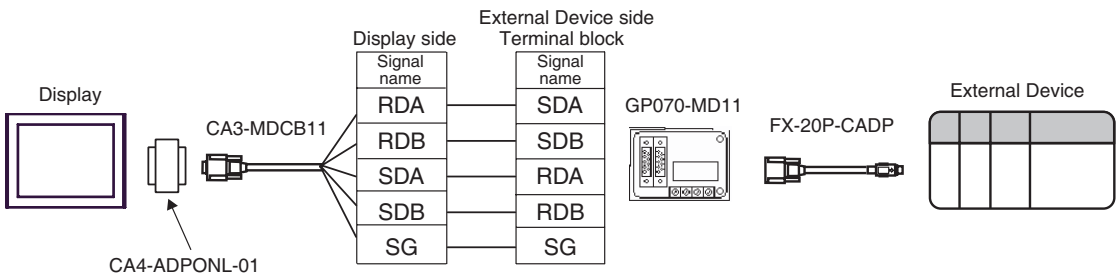 External Device side
Display side Terminal block
Signal name Signal name
Display
CA3-MDCB11
RDA SDA
RDB SDB
SDA RDA
SDB RDB
SG SG
GP070-MD11
FX-20P-CADP
External Device
CA4-ADPONL-01